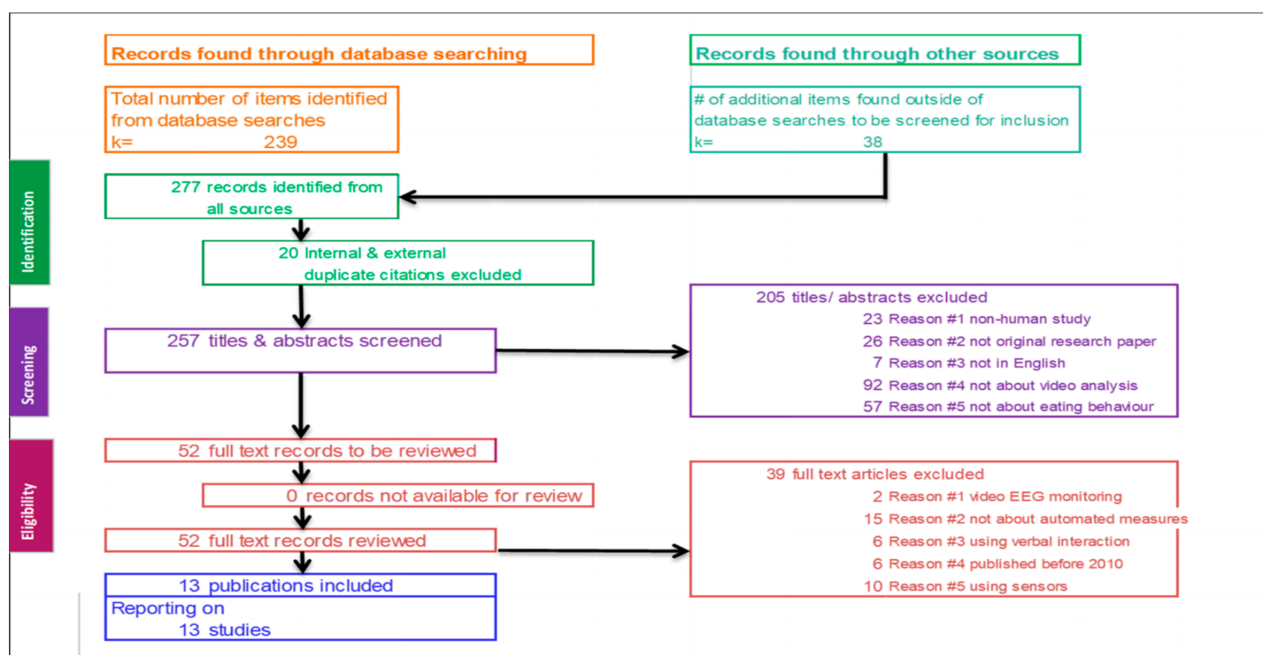 Records found through database searching
Records found through other sources
Total number of items identified
from database searches
k= 239
# of additional items found outside of
database searches to be screened for inclusion
k= 38
Identification
277 records identified from
all sources
20 Internal & external
duplicate citations excluded
Screening
257 titles & abstracts screened
205 titles/ abstracts excluded
23 Reason #1 non-human study
26 Reason #2 not original research paper
7 Reason #3 not in English
92 Reason #4 not about video analysis
57 Reason #5 not about eating behaviour
Eligibility
52 full text records to be reviewed
0 records not available for review
52 full text records reviewed
39 full text articles excluded
2 Reason #1 video EEG monitoring
15 Reason #2 not about automated measures
6 Reason #3 using verbal interaction
6 Reason #4 published before 2010
10 Reason #5 using sensors
13 publications included
Reporting on
13 studies